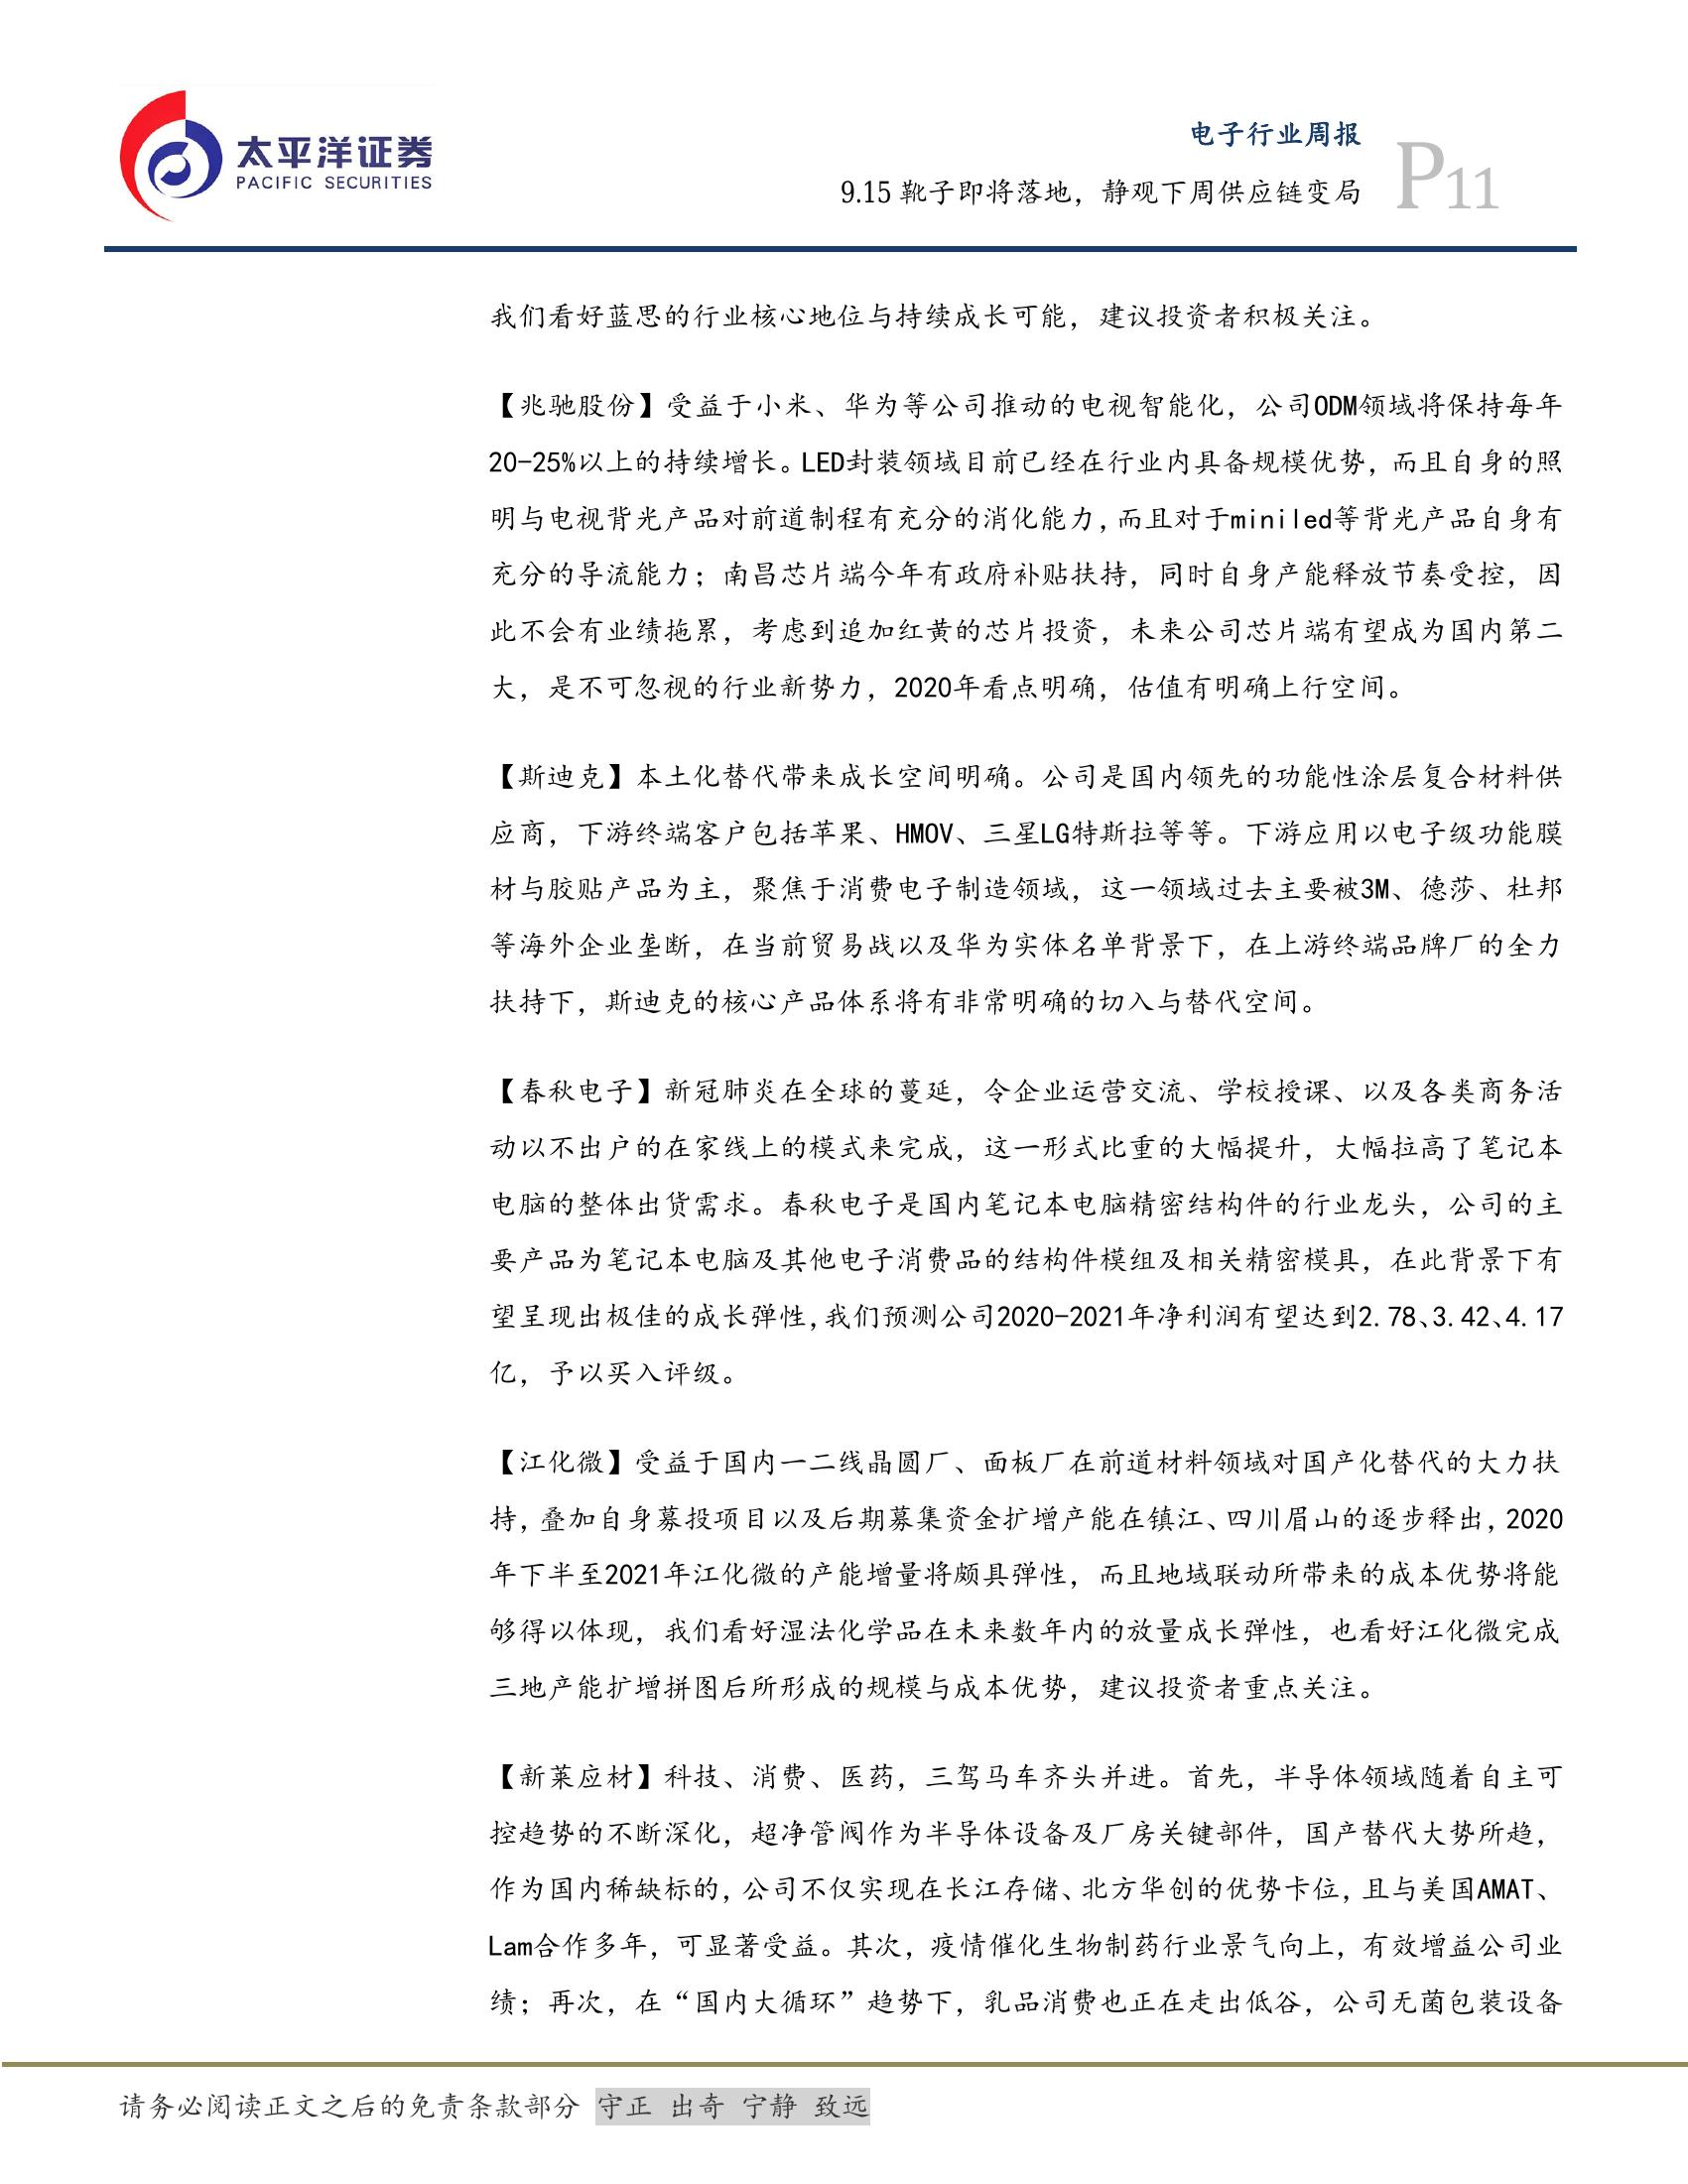 太平洋证券
PACIFIC SECURITIES
电子行业周报
9.15 靴子即将落地，静观下周供应链变局
P11
我们看好蓝思的行业核心地位与持续成长可能，建议投资者积极关注。
【兆驰股份】受益于小米、华为等公司推动的电视智能化，公司ODM领域将保持每年
20-25%以上的持续增长。LED封装领域目前已经在行业内具备规模优势，而且自身的照
明与电视背光产品对前道制程有充分的消化能力，而且对于miniled等背光产品自身有
充分的导流能力；南昌芯片端今年有政府补贴扶持，同时自身产能释放节奏受控，因
此不会有业绩拖累，考虑到追加红黄的芯片投资，未来公司芯片端有望成为国内第二
大，是不可忽视的行业新势力，2020年看点明确，估值有明确上行空间。
【斯迪克】本土化替代带来成长空间明确。公司是国内领先的功能性涂层复合材料供
应商，下游终端客户包括苹果、HMOV、三星LG特斯拉等等。下游应用以电子级功能膜
材与胶贴产品为主，聚焦于消费电子制造领域，这一领域过去主要被3M、德莎、杜邦
等海外企业垄断，在当前贸易战以及华为实体名单背景下，在上游终端品牌厂的全力
扶持下，斯迪克的核心产品体系将有非常明确的切入与替代空间。
【春秋电子】新冠肺炎在全球的蔓延，令企业运营交流、学校授课、以及各类商务活
动以不出户的在家线上的模式来完成，这一形式比重的大幅提升，大幅拉高了笔记本
电脑的整体出货需求。春秋电子是国内笔记本电脑精密结构件的行业龙头，公司的主
要产品为笔记本电脑及其他电子消费品的结构件模组及相关精密模具，在此背景下有
望呈现出极佳的成长弹性，我们预测公司2020-2021年净利润有望达到2.78、3.42、4.17
亿，予以买入评级。
【江化微】受益于国内一二线晶圆厂、面板厂在前道材料领域对国产化替代的大力扶
持，叠加自身募投项目以及后期募集资金扩增产能在镇江、四川眉山的逐步释出，2020
年下半至2021年江化微的产能增量将颇具弹性，而且地域联动所带来的成本优势将能
够得以体现，我们看好湿法化学品在未来数年内的放量成长弹性，也看好江化微完成
三地产能扩增拼图后所形成的规模与成本优势，建议投资者重点关注。
【新莱应材】科技、消费、医药，三驾马车齐头并进。首先，半导体领域随着自主可
控趋势的不断深化，超净管阀作为半导体设备及厂房关键部件，国产替代大势所趋，
作为国内稀缺标的，公司不仅实现在长江存储、北方华创的优势卡位，且与美国AMAT、
Lam合作多年，可显著受益。其次，疫情催化生物制药行业景气向上，有效增益公司业
绩；再次，在“国内大循环”趋势下，乳品消费也正在走出低谷，公司无菌包装设备
请务必阅读正文之后的免责条款部分 守正 出奇 宁静 致远